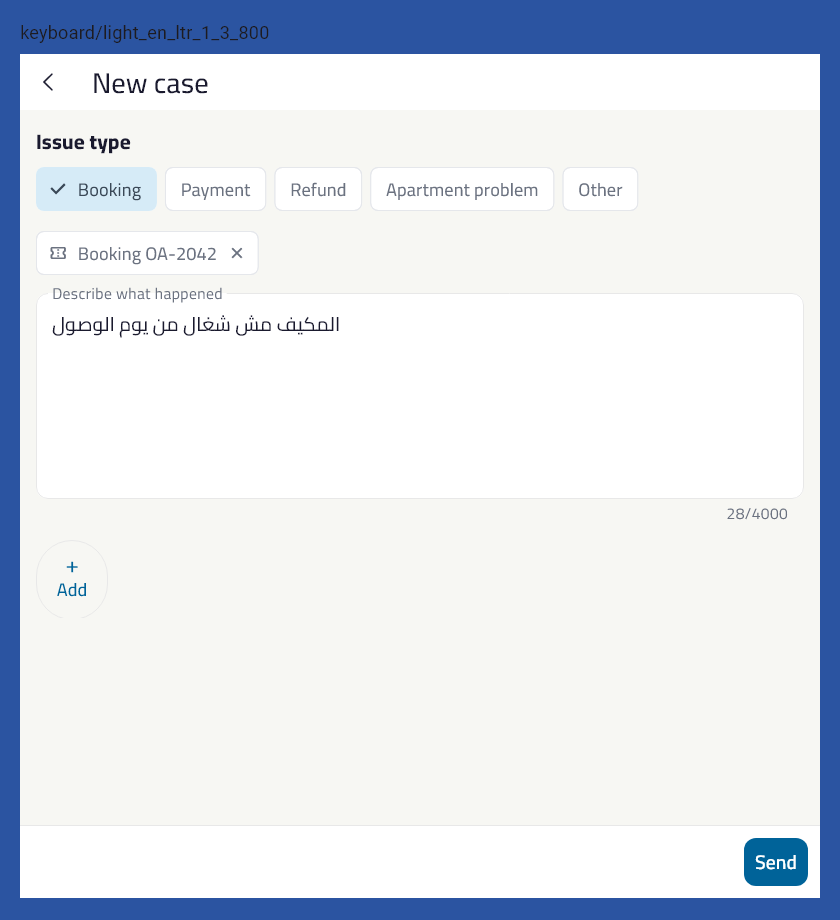 keyboard/light_en_ltr_1_3_800
New case
Issue type
Booking
Payment
Refund
Apartment problem
Other
Booking OA-2042
Describe what happened
المكيف مش شغال من يوم الوصول
28/4000
+
Add
Send